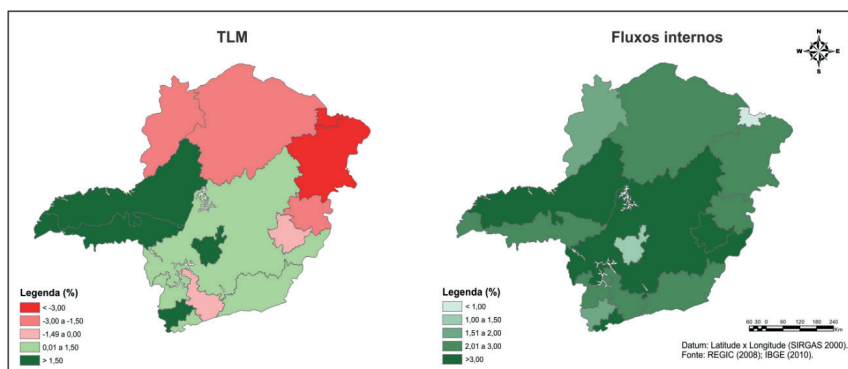 TLM
Fluxos internos
N
W E
S
Legenda (%)
< -3,00
-3,00 a -1,50
-1,49 a 0,00
0,01 a 1,50
> 1,50
Legenda (%)
< 1,00
1,00 a 1,50
1,51 a 2,00
2,01 a 3,00
>3,00
60 30 0 60 120 180 240
Km
Datum: Latitude x Longitude (SIRGAS 2000).
Fonte: REGIC (2008); IBGE (2010).